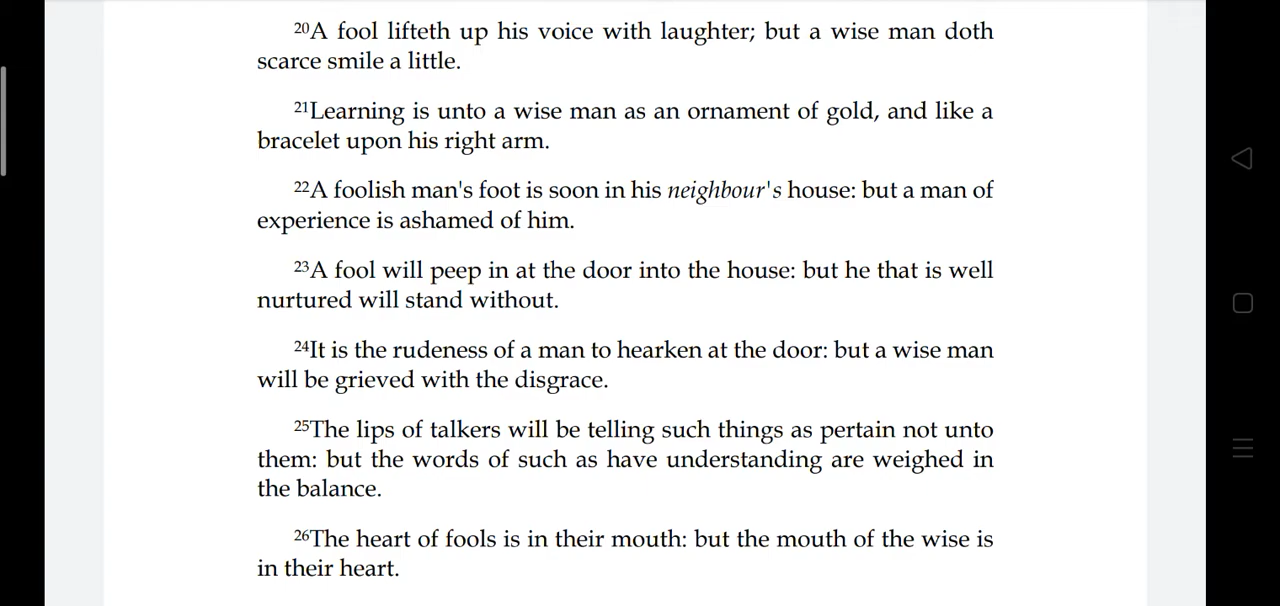 20A fool lifteth up his voice with laughter; but a wise man doth
scarce smile a little.
21Learning is unto a wise man as an ornament of gold, and like a
bracelet upon his right arm.
22A foolish man's foot is soon in his neighbour's house: but a man of
experience is ashamed of him.
23A fool will peep in at the door into the house: but he that is well
nurtured will stand without.
24It is the rudeness of a man to hearken at the door: but a wise man
will be grieved with the disgrace.
25The lips of talkers will be telling such things as pertain not unto
them: but the words of such as have understanding are weighed in
the balance.
26The heart of fools is in their mouth: but the mouth of the wise is
in their heart.